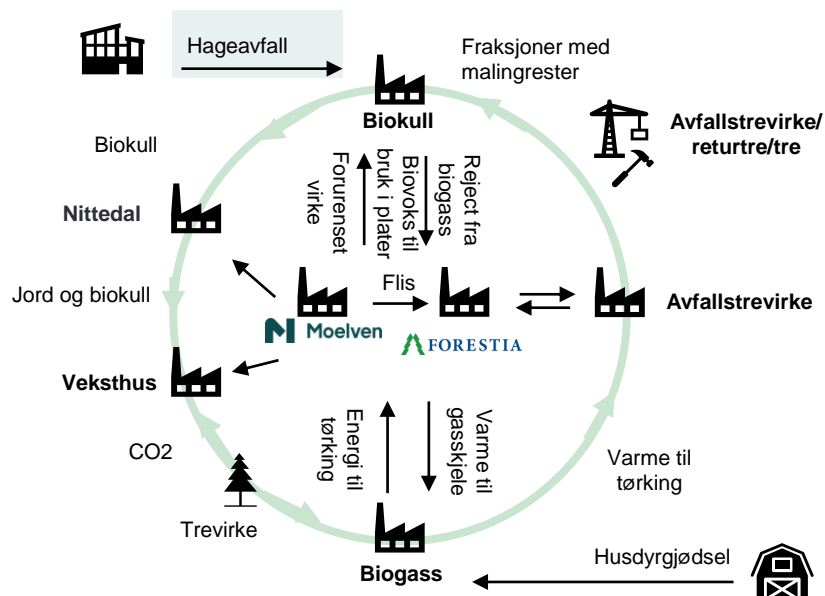 Hageavfall
Fraksjoner med
malingrester
Biokull
Avfallstrevirke/
returtre/tre
Biokull
Forurenset
virke
Biovoks til
bruk i plater
Reject fra
biogass
Nittedal
Jord og biokull
Flis
Avfallstrevirke
Moelven
FORESTIA
Veksthus
Energi til
tørking
Varme til
gasskjele
CO2
Varme til
tørking
Trevirke
Husdyrgjødsel
Biogass